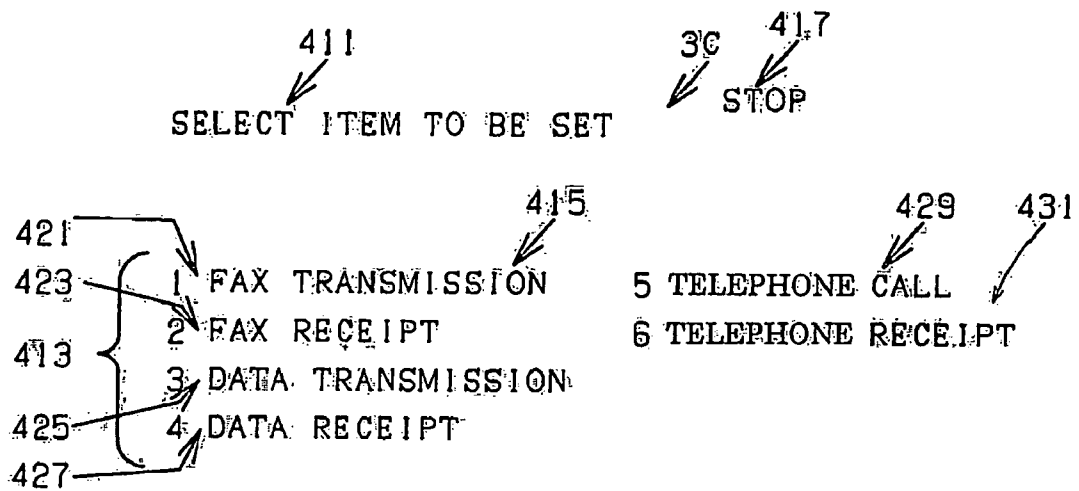 411 3C 417
SELECT ITEM TO BE SET STOP
415 429 431
421
1 FAX TRANSMISSION 5 TELEPHONE CALL
423
2 FAX RECEIPT 6 TELEPHONE RECEIPT
413
3 DATA TRANSMISSION
425 4 DATA RECEIPT
427